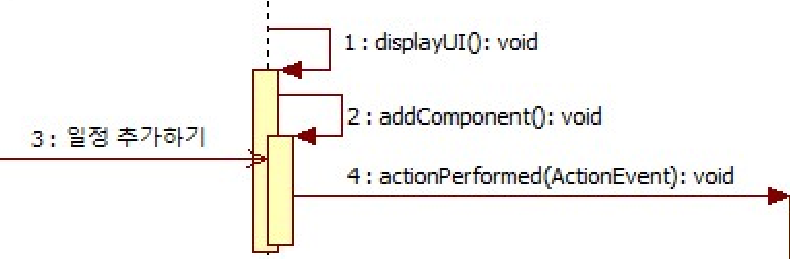 1 : displayUI(): void
2 : addComponent(): void
3 : 일정 추가하기
4 : actionPerformed(ActionEvent): void